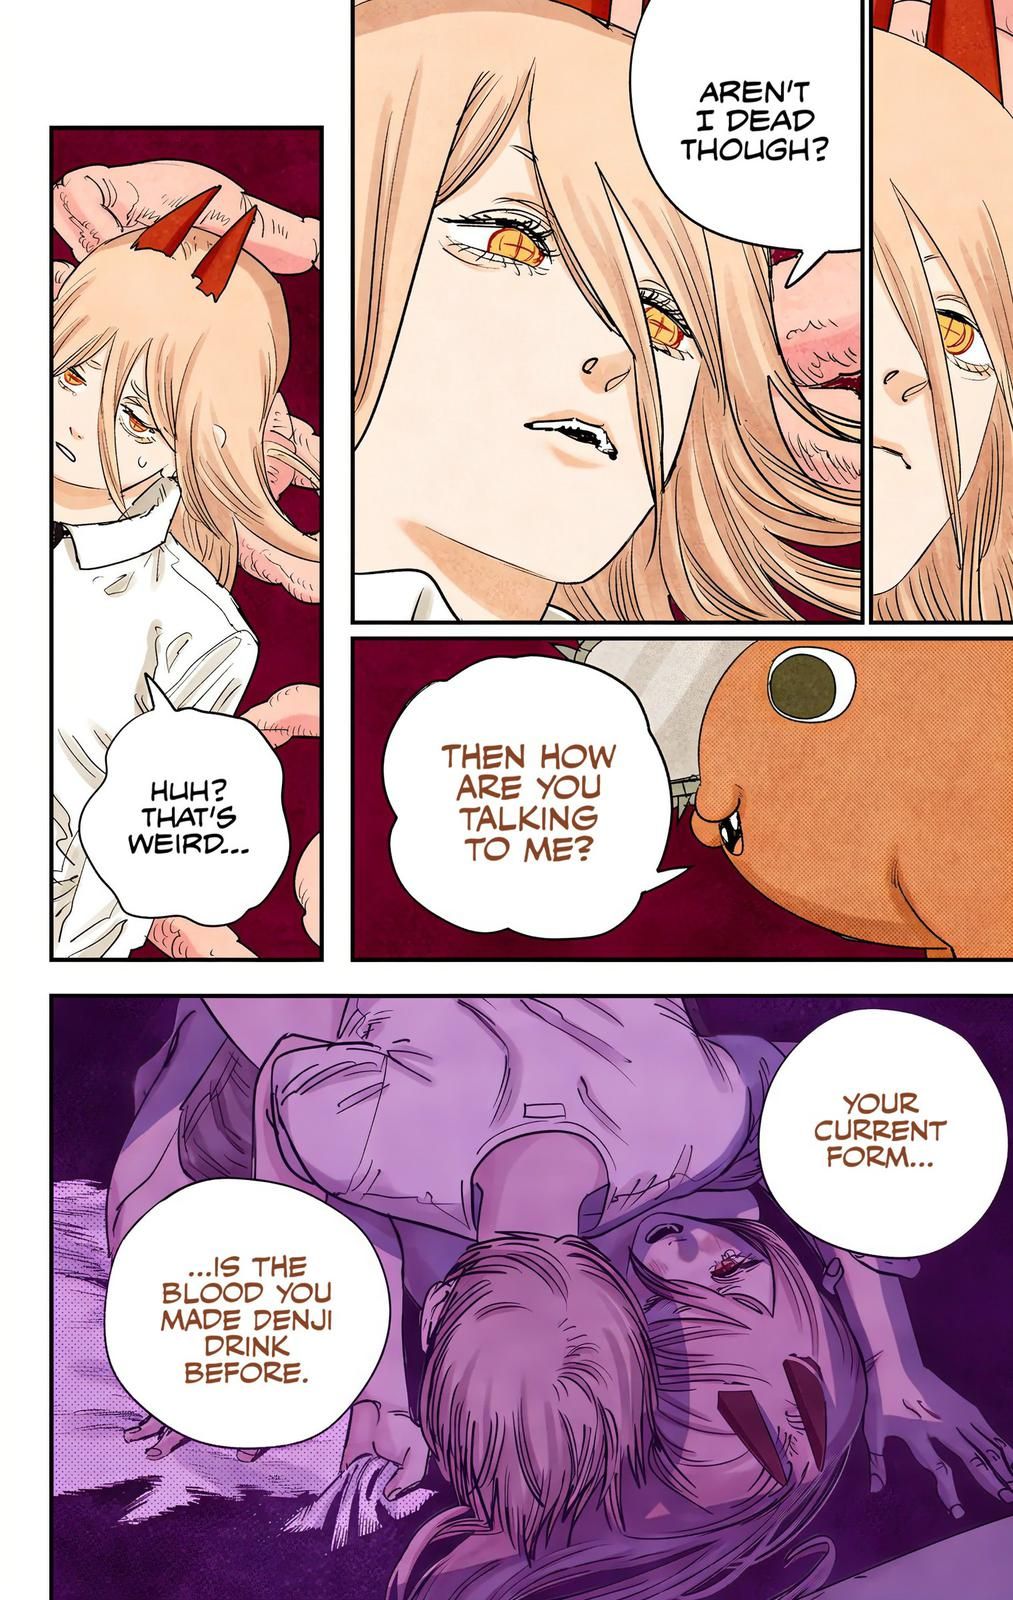 AREN'T
I DEAD
THOUGH?
THEN HOW
ARE YOU
TALKING
TO ME?
HUH?
THAT'S
WEIRD...
YOUR
CURRENT
FORM...
...IS THE
BLOOD YOU
MADE DENJI
DRINK
BEFORE.